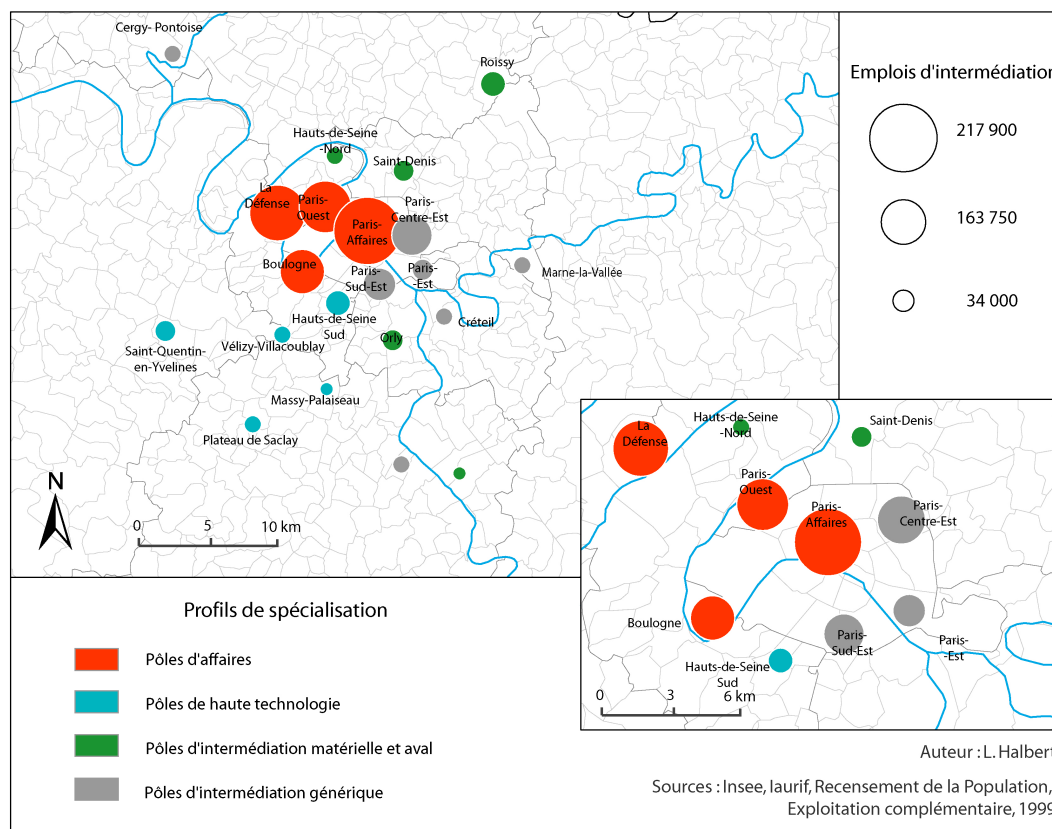 Cergy- Pontoise
Roissy
Hauts-de-Seine
-Nord
Saint-Denis
La
Défense
Paris-
Ouest
Paris-
Centre-Est
Paris-
Affaires
Boulogne
Paris-
Sud-Est
Paris-
-Est
Marne-la-Vallée
Hauts-de-Seine
Sud
Créteil
Orly
Saint-Quentin-
en-Yvelines
Vélizy-Villacoublay
Massy-Palaiseau
Plateau de Saclay
N
0 5 10 km
Emplois d'intermédiation
217 900
163 750
34 000
La
Défense
Hauts-de-Seine
-Nord
Saint-Denis
Paris-
Ouest
Paris-
Affaires
Paris-
Centre-Est
Boulogne
Paris-
Sud-Est
Paris-
-Est
Hauts-de-Seine
Sud
0 3 6 km
Profils de spécialisation
Pôles d'affaires
Pôles de haute technologie
Pôles d'intermédiation matérielle et aval
Pôles d'intermédiation générique
Auteur : L. Halbert
Sources : Insee, Iaurif, Recensement de la Population,
Exploitation complémentaire, 1999